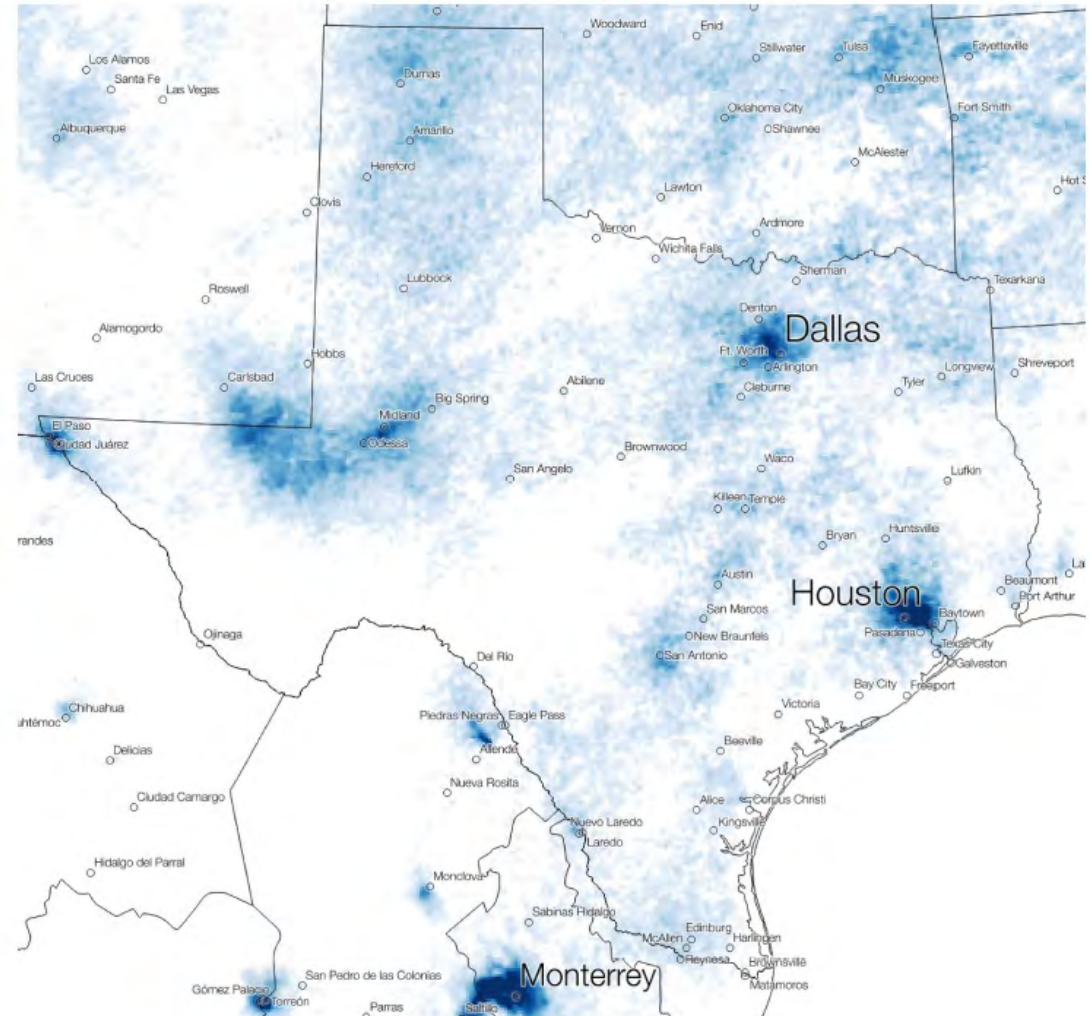 Woodward
Enid
Stillwater
Tulsa
Fayetteville
Los Alamos
Santa Fe
Las Vegas
Dumas
Muskogee
Albuquerque
Amarillo
Oklahoma City
Shawnee
Fort Smith
McAlester
Hereford
Hot S
Lawton
Clovis
Ardmore
Vernon
Wichita Falls
Sherman
Texarkana
Lubbock
Roswell
Denton
Dallas
Alamogordo
Hobbs
Ft. Worth
Arlington
Longview
Shreveport
Las Cruces
Carlsbad
Abilene
Cleburne
Tyler
Big Spring
Midland
El Paso
Ciudad Juárez
Odessa
Brownwood
San Angelo
Waco
Lufkin
Killeen
Temple
randes
Bryan
Huntsville
Austin
Houston
Beaumont
La
Port Arthur
San Marcos
Baytown
Pasadena
New Braunfels
Ojinaga
San Antonio
Texas City
Galveston
Del Río
Bay City
Freeport
Chihuahua
uhtémoc
Piedras Negras
Eagle Pass
Victoria
Delicias
Allende
Beeville
Nueva Rosita
Ciudad Camargo
Alice
Corpus Christi
Nuevo Laredo
Laredo
Kingsville
Hidalgo del Parral
Monclova
Sabinas Hidalgo
Edinburg
McAllen
Harlingen
Reynosa
Brownsville
Matamoros
Monterrey
San Pedro de las Colonias
Gómez Palacio
Torreón
Parras
Saltillo